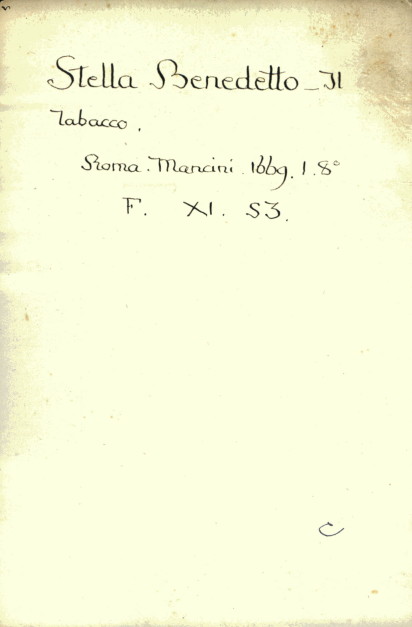 Stella Benedetto - Il
Tabacco.
Roma. Mancini. 1669. 1. 8°
F. XI. 53.
C